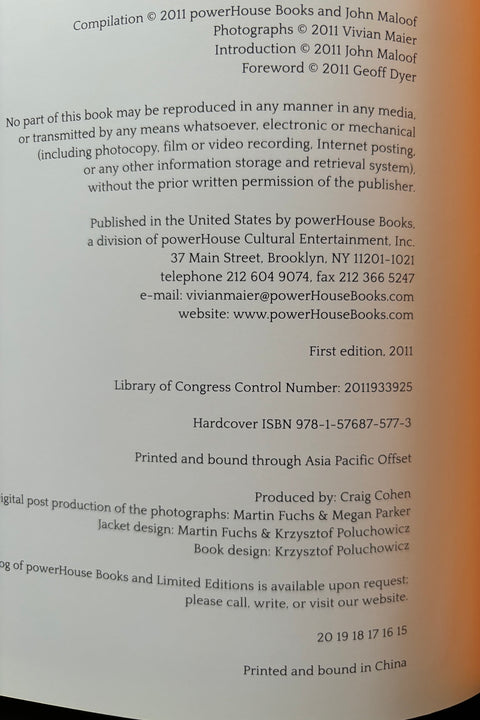 Compilation © 2011 powerHouse Books and John Maloof
Photographs © 2011 Vivian Maier
Introduction © 2011 John Maloof
Foreword © 2011 Geoff Dyer
No part of this book may be reproduced in any manner in any media,
or transmitted by any means whatsoever, electronic or mechanical
(including photocopy, film or video recording, Internet posting,
or any other information storage and retrieval system),
without the prior written permission of the publisher.
Published in the United States by powerHouse Books,
a division of powerHouse Cultural Entertainment, Inc.
37 Main Street, Brooklyn, NY 11201-1021
telephone 212 604 9074, fax 212 366 5247
e-mail: vivianmaier@powerHouseBooks.com
website: www.powerHouseBooks.com
First edition, 2011
Library of Congress Control Number: 2011933925
Hardcover ISBN 978-1-57687-577-3
Printed and bound through Asia Pacific Offset
Produced by: Craig Cohen
igital post production of the photographs: Martin Fuchs & Megan Parker
Jacket design: Martin Fuchs & Krzysztof Poluchowicz
Book design: Krzysztof Poluchowicz
og of powerHouse Books and Limited Editions is available upon request;
please call, write, or visit our website.
20 19 18 17 16 15
Printed and bound in China